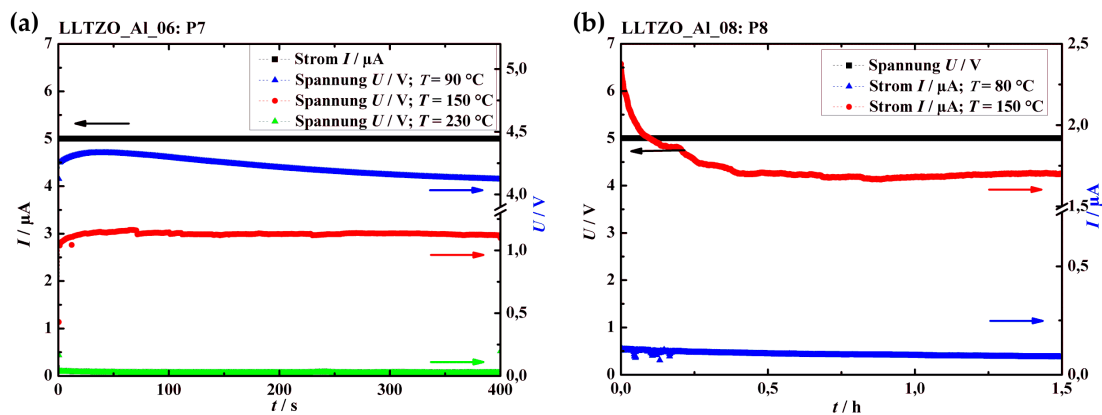 (a)
LLTZO_Al_06: P7
Strom I / µA
Spannung U / V; T = 90 °C
Spannung U / V; T = 150 °C
Spannung U / V; T = 230 °C
7
6
5
4
3
2
1
0
I / µA
5,0
4,5
4,0
1,0
0,5
0,0
U / V
0
100
200
300
400
t / s
(b)
LLTZO_Al_08: P8
Spannung U / V
Strom I / µA; T = 80 °C
Strom I / µA; T = 150 °C
7
6
5
4
3
2
1
0
U / V
2,5
2,0
1,5
0,5
0,0
I / µA
0,0
0,5
1,0
1,5
t / h